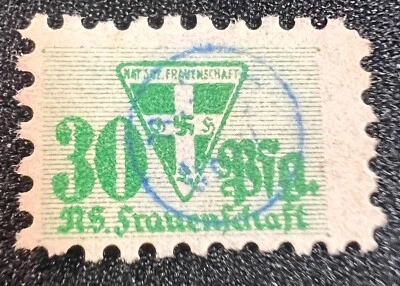 NAT. SOZ. FRAUENSCHAFT
30 Pfg.
NS. Frauenschaft